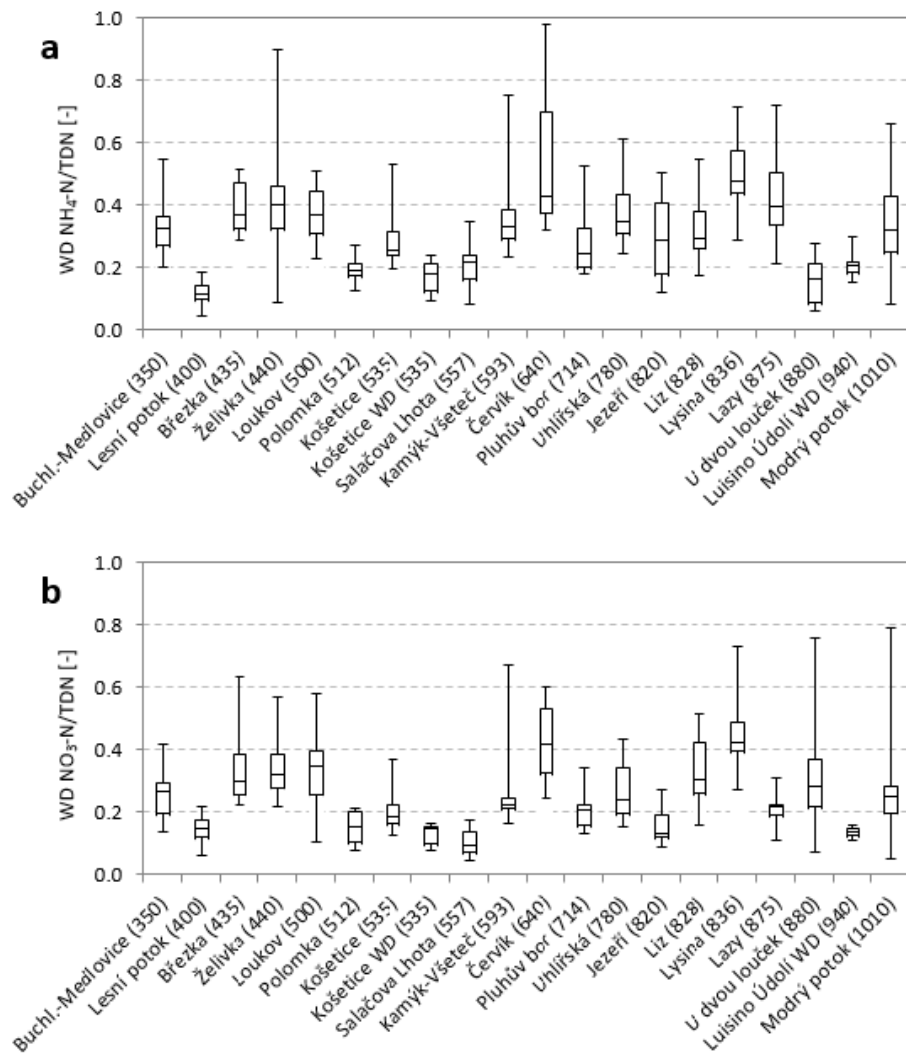 a
WD NH₄-N/TDN [-]
1.0
0.8
0.6
0.4
0.2
0.0
Buchl.-Medlovice (350)
Lesní potok (400)
Březka (435)
Želivka (440)
Loukov (500)
Polomka (512)
Košetice (535)
Košetice WD (535)
Salačova Lhota (557)
Kamýk-Všeteč (593)
Červík (640)
Pluhův bor (714)
Uhlířská (780)
Jezeří (820)
Liz (828)
Lysina (836)
Lazy (875)
U dvou louček (880)
Luisino Údolí WD (940)
Modrý potok (1010)
b
WD NO₃-N/TDN [-]
1.0
0.8
0.6
0.4
0.2
0.0
Buchl.-Medlovice (350)
Lesní potok (400)
Březka (435)
Želivka (440)
Loukov (500)
Polomka (512)
Košetice (535)
Košetice WD (535)
Salačova Lhota (557)
Kamýk-Všeteč (593)
Červík (640)
Pluhův bor (714)
Uhlířská (780)
Jezeří (820)
Liz (828)
Lysina (836)
Lazy (875)
U dvou louček (880)
Luisino Údolí WD (940)
Modrý potok (1010)